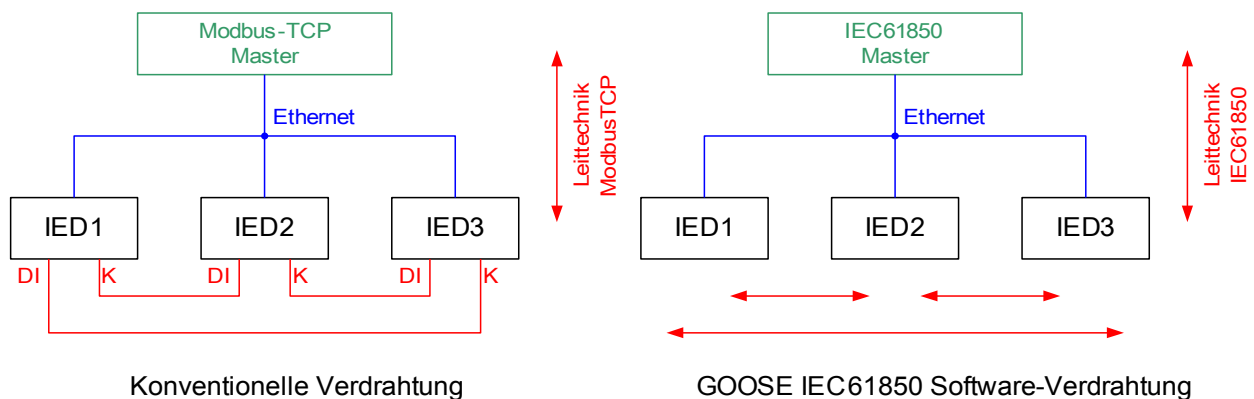 Modbus-TCP
Master
Ethernet
Leittechnik
ModbusTCP
IED1
IED2
IED3
DI
K
DI
K
DI
K
Konventionelle Verdrahtung
IEC61850
Master
Ethernet
Leittechnik
IEC61850
IED1
IED2
IED3
GOOSE IEC61850 Software-Verdrahtung